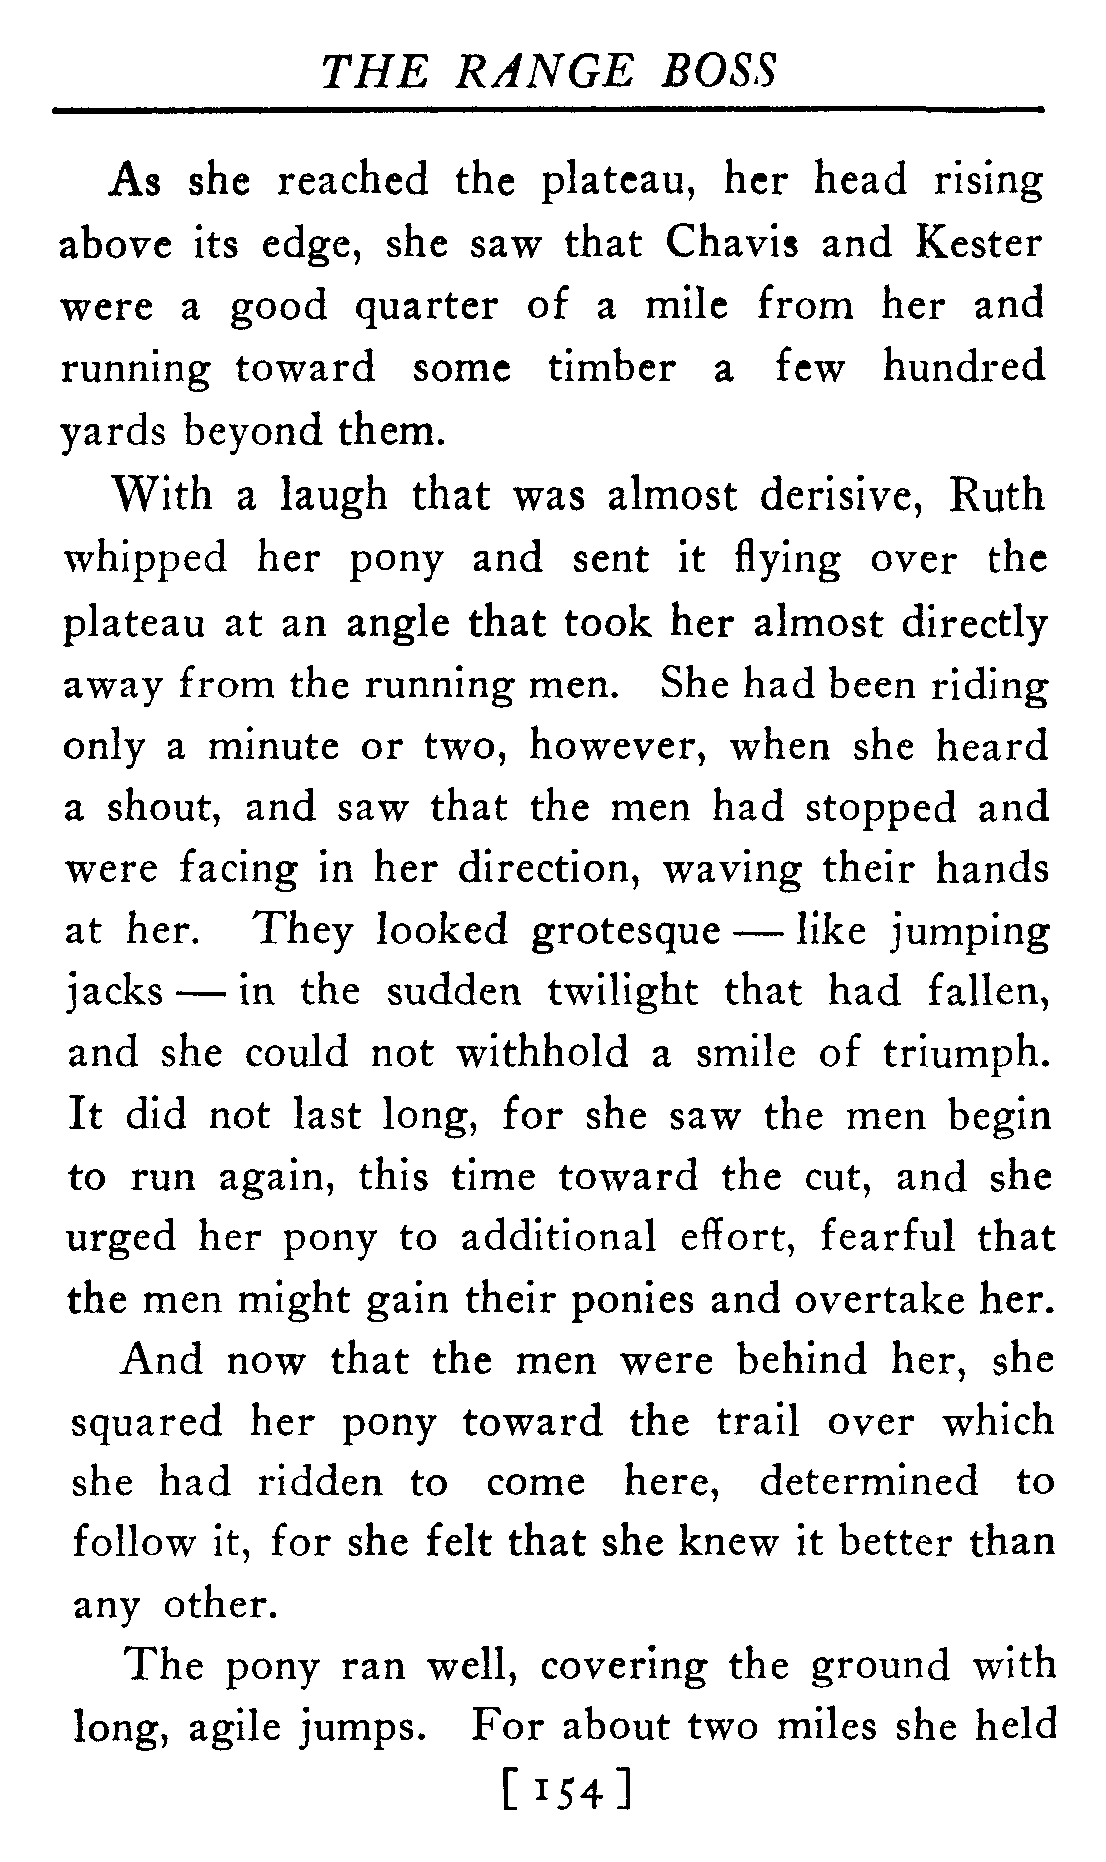 THE RANGE BOSS
As she reached the plateau, her head rising
above its edge, she saw that Chavis and Kester
were a good quarter of a mile from her and
running toward some timber a few hundred
yards beyond them.
With a laugh that was almost derisive, Ruth
whipped her pony and sent it flying over the
plateau at an angle that took her almost directly
away from the running men. She had been riding
only a minute or two, however, when she heard
a shout, and saw that the men had stopped and
were facing in her direction, waving their hands
at her. They looked grotesque — like jumping
jacks — in the sudden twilight that had fallen,
and she could not withhold a smile of triumph.
It did not last long, for she saw the men begin
to run again, this time toward the cut, and she
urged her pony to additional effort, fearful that
the men might gain their ponies and overtake her.
And now that the men were behind her, she
squared her pony toward the trail over which
she had ridden to come here, determined to
follow it, for she felt that she knew it better than
any other.
The pony ran well, covering the ground with
long, agile jumps. For about two miles she held
[ 154 ]